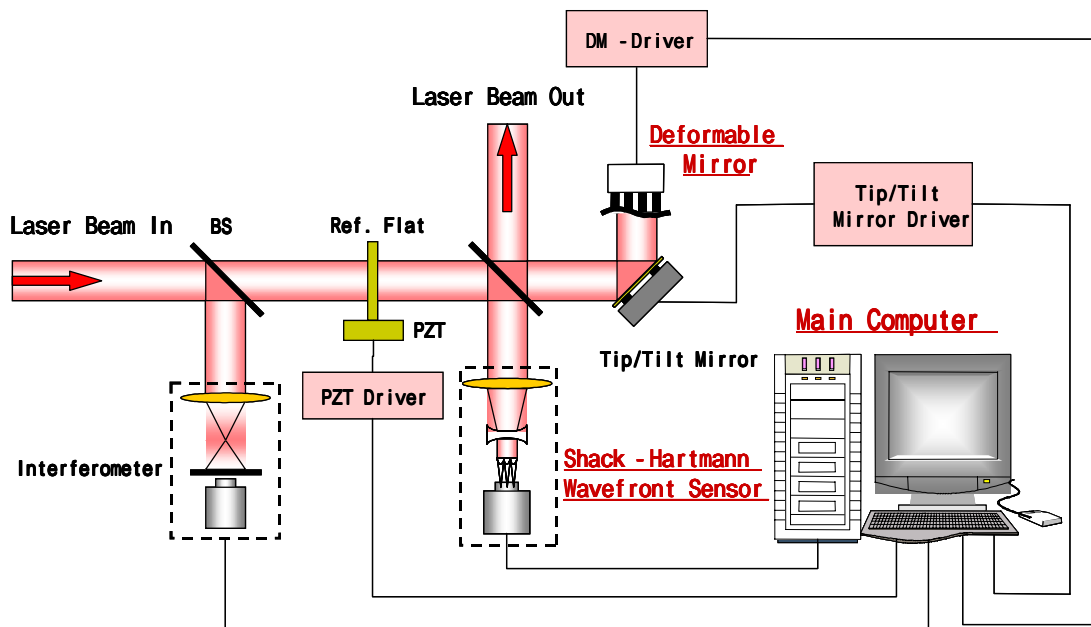 DM -Driver
Laser Beam Out
Deformable
Mirror
Tip/Tilt
Mirror Driver
Laser Beam In
BS
Ref. Flat
PZT
Main Computer
Tip/Tilt Mirror
PZT Driver
Interferometer
Shack -Hartmann
Wavefront Sensor